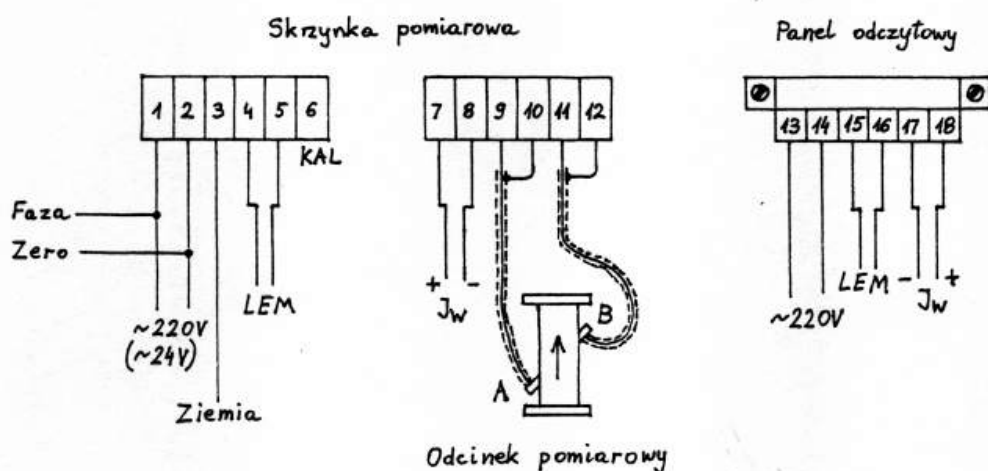 Skrzynka pomiarowa
Panel odczytowy
1 2 3 4 5 6
7 8 9 10 11 12
13 14 15 16 17 18
KAL
Faza
Zero
LEM
~220V
(~24V)
Ziemia
+ -
Jw
A
B
LEM
- +
Jw
~220V
Odcinek pomiarowy